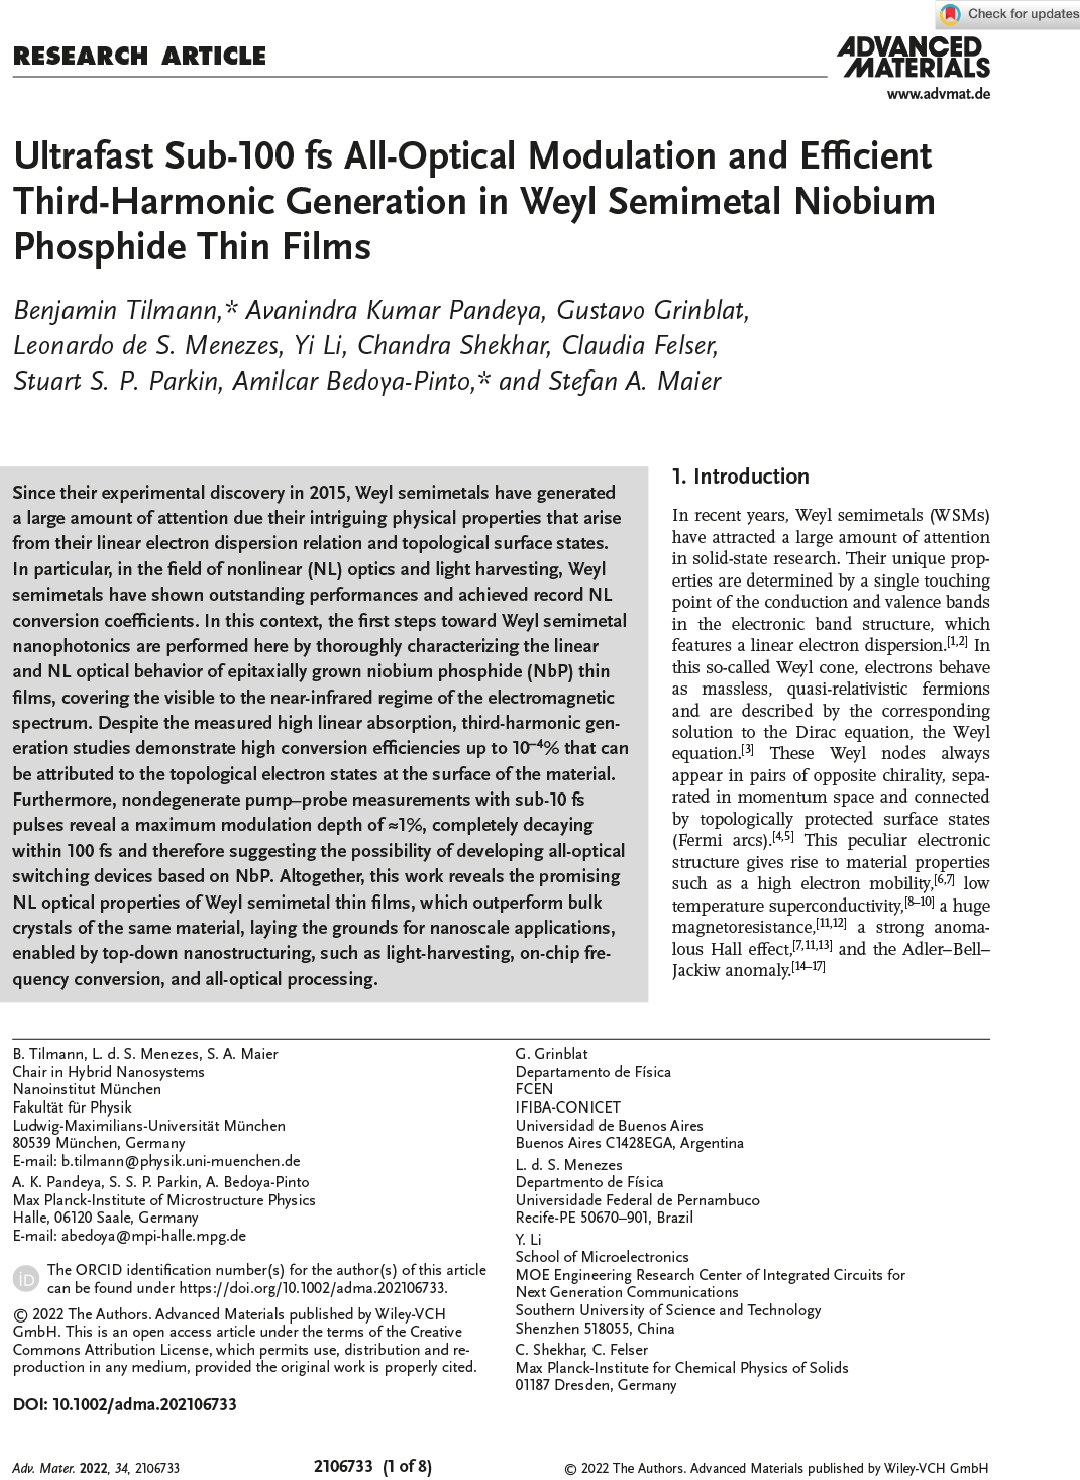 Check for updates
RESEARCH ARTICLE
ADVANCED
MATERIALS
www.advmat.de
Ultrafast Sub-100 fs All-Optical Modulation and Efficient
Third-Harmonic Generation in Weyl Semimetal Niobium
Phosphide Thin Films
Benjamin Tilmann,* Avanindra Kumar Pandeya, Gustavo Grinblat,
Leonardo de S. Menezes, Yi Li, Chandra Shekhar, Claudia Felser,
Stuart S. P. Parkin, Amilcar Bedoya-Pinto,* and Stefan A. Maier
Since their experimental discovery in 2015, Weyl semimetals have generated
a large amount of attention due their intriguing physical properties that arise
from their linear electron dispersion relation and topological surface states.
In particular, in the field of nonlinear (NL) optics and light harvesting, Weyl
semimetals have shown outstanding performances and achieved record NL
conversion coefficients. In this context, the first steps toward Weyl semimetal
nanophotonics are performed here by thoroughly characterizing the linear
and NL optical behavior of epitaxially grown niobium phosphide (NbP) thin
films, covering the visible to the near-infrared regime of the electromagnetic
spectrum. Despite the measured high linear absorption, third-harmonic gen-
eration studies demonstrate high conversion efficiencies up to 10⁻⁴% that can
be attributed to the topological electron states at the surface of the material.
Furthermore, nondegenerate pump–probe measurements with sub-10 fs
pulses reveal a maximum modulation depth of ≈1%, completely decaying
within 100 fs and therefore suggesting the possibility of developing all-optical
switching devices based on NbP. Altogether, this work reveals the promising
NL optical properties of Weyl semimetal thin films, which outperform bulk
crystals of the same material, laying the grounds for nanoscale applications,
enabled by top-down nanostructuring, such as light-harvesting, on-chip fre-
quency conversion, and all-optical processing.
1. Introduction
In recent years, Weyl semimetals (WSMs)
have attracted a large amount of attention
in solid-state research. Their unique prop-
erties are determined by a single touching
point of the conduction and valence bands
in the electronic band structure, which
features a linear electron dispersion.[1,2] In
this so-called Weyl cone, electrons behave
as massless, quasi-relativistic fermions
and are described by the corresponding
solution to the Dirac equation, the Weyl
equation.[3] These Weyl nodes always
appear in pairs of opposite chirality, sepa-
rated in momentum space and connected
by topologically protected surface states
(Fermi arcs).[4,5] This peculiar electronic
structure gives rise to material properties
such as a high electron mobility,[6,7] low
temperature superconductivity,[8–10] a huge
magnetoresistance,[11,12] a strong anoma-
lous Hall effect,[7,11,13] and the Adler–Bell–
Jackiw anomaly.[14–17]
B. Tilmann, L. d. S. Menezes, S. A. Maier
Chair in Hybrid Nanosystems
Nanoinstitut München
Fakultät für Physik
Ludwig-Maximilians-Universität München
80539 München, Germany
E-mail: b.tilmann@physik.uni-muenchen.de
A. K. Pandeya, S. S. P. Parkin, A. Bedoya-Pinto
Max Planck-Institute of Microstructure Physics
Halle, 06120 Saale, Germany
E-mail: abedoya@mpi-halle.mpg.de
iD
The ORCID identification number(s) for the author(s) of this article
can be found under https://doi.org/10.1002/adma.202106733.
© 2022 The Authors. Advanced Materials published by Wiley-VCH
GmbH. This is an open access article under the terms of the Creative
Commons Attribution License, which permits use, distribution and re-
production in any medium, provided the original work is properly cited.
DOI: 10.1002/adma.202106733
G. Grinblat
Departamento de Física
FCEN
IFIBA-CONICET
Universidad de Buenos Aires
Buenos Aires C1428EGA, Argentina
L. d. S. Menezes
Departmento de Física
Universidade Federal de Pernambuco
Recife-PE 50670–901, Brazil
Y. Li
School of Microelectronics
MOE Engineering Research Center of Integrated Circuits for
Next Generation Communications
Southern University of Science and Technology
Shenzhen 518055, China
C. Shekhar, C. Felser
Max Planck-Institute for Chemical Physics of Solids
01187 Dresden, Germany
Adv. Mater. 2022, 34, 2106733
2106733 (1 of 8)
© 2022 The Authors. Advanced Materials published by Wiley-VCH GmbH